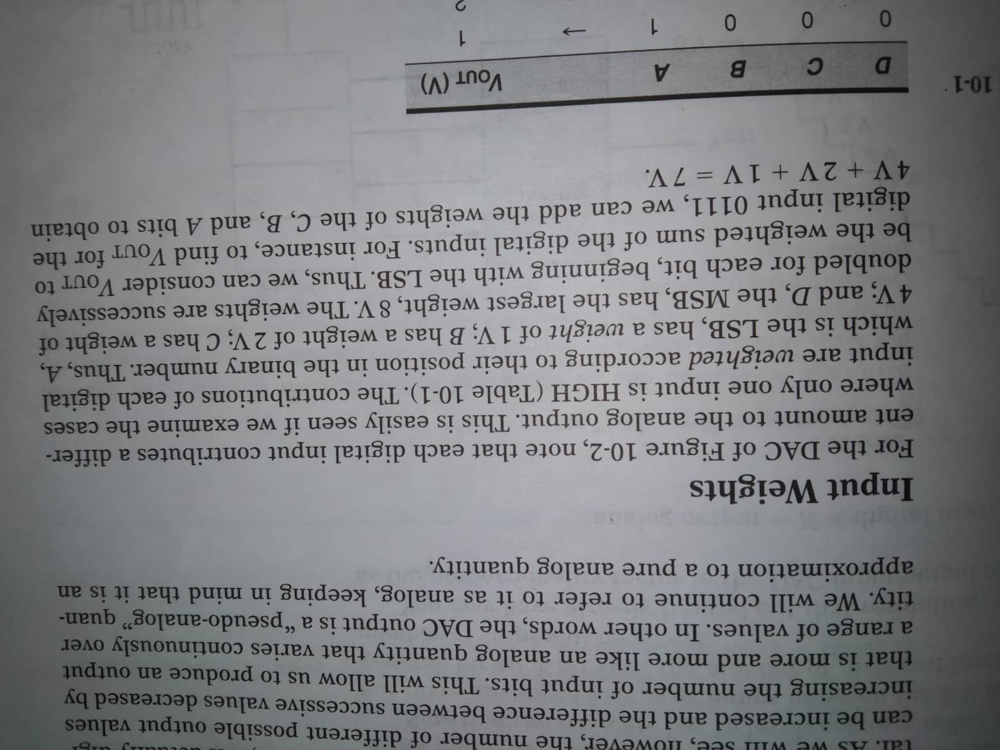 tal. As we will see, however, the number of different possible output values
can be increased and the difference between successive values decreased by
increasing the number of input bits. This will allow us to produce an output
that is more and more like an analog quantity that varies continuously over
a range of values. In other words, the DAC output is a “pseudo-analog” quan-
tity. We will continue to refer to it as analog, keeping in mind that it is an
approximation to a pure analog quantity.
Input Weights
For the DAC of Figure 10-2, note that each digital input contributes a differ-
ent amount to the analog output. This is easily seen if we examine the cases
where only one input is HIGH (Table 10-1). The contributions of each digital
input are weighted according to their position in the binary number. Thus, A,
which is the LSB, has a weight of 1 V; B has a weight of 2 V; C has a weight of
4 V; and D, the MSB, has the largest weight, 8 V. The weights are successively
doubled for each bit, beginning with the LSB. Thus, we can consider VOUT to
be the weighted sum of the digital inputs. For instance, to find VOUT for the
digital input 0111, we can add the weights of the C, B, and A bits to obtain
4 V + 2 V + 1 V = 7 V.
10-1
D C B A VOUT (V)
0 0 0 1 → 1
2